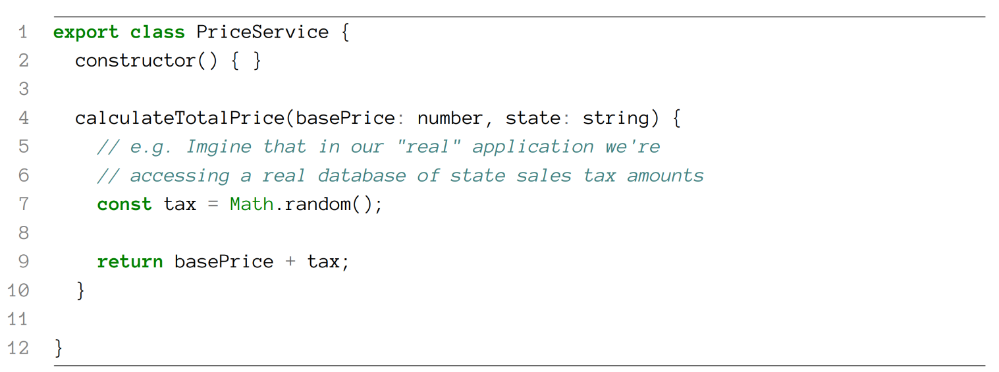 1 export class PriceService {
2 constructor() { }
3
4 calculateTotalPrice(basePrice: number, state: string) {
5 // e.g. Imgine that in our "real" application we're
6 // accessing a real database of state sales tax amounts
7 const tax = Math.random();
8
9 return basePrice + tax;
10 }
11
12 }